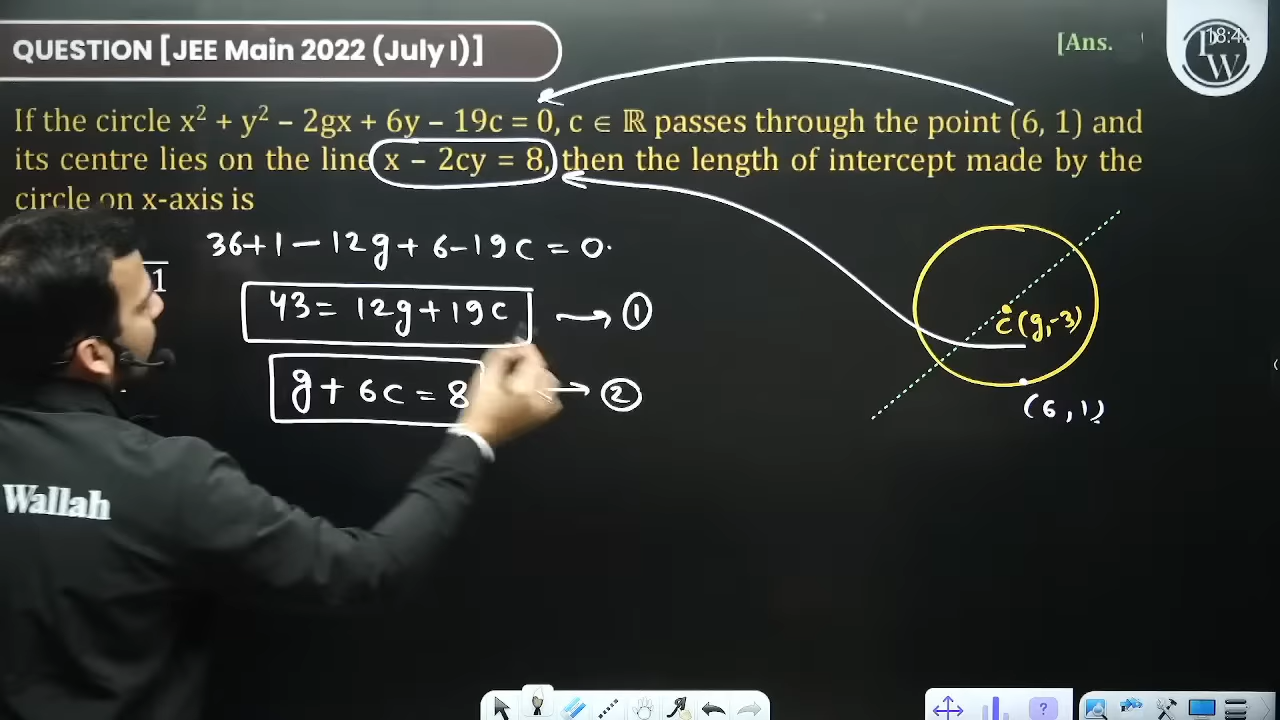 QUESTION [JEE Main 2022 (July I)]
[Ans.
18:4
W
If the circle x² + y² − 2gx + 6y − 19c = 0, c ∈ ℝ passes through the point (6, 1) and
its centre lies on the line x − 2cy = 8, then the length of intercept made by the
circle on x-axis is
36+1−12g+6−19c = 0.
1
43 = 12g+19c → ①
g + 6c = 8 → ②
C(g,-3)
(6,1)
Wallah
?